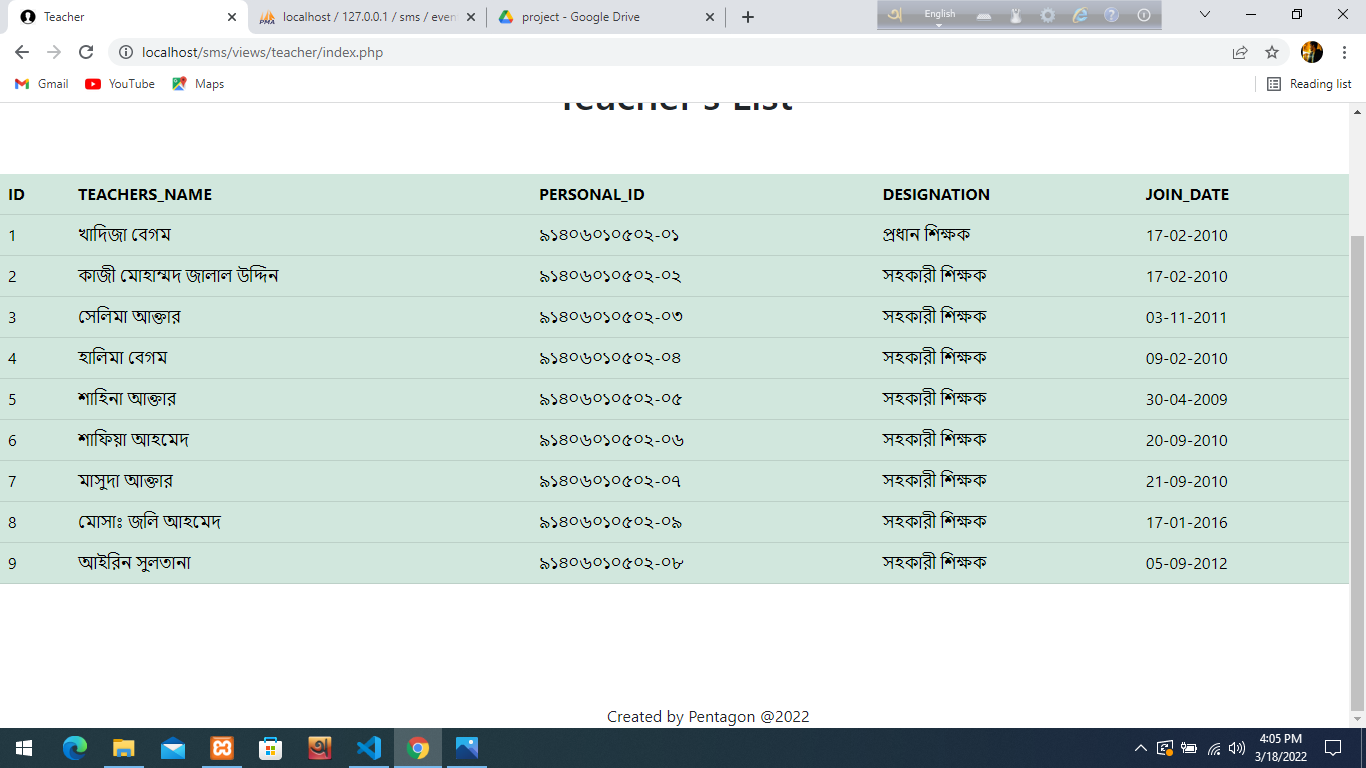 Teacher
localhost / 127.0.0.1 / sms / even
project - Google Drive
English
localhost/sms/views/teacher/index.php
Gmail YouTube Maps Reading list
Teacher's List
ID TEACHERS_NAME PERSONAL_ID DESIGNATION JOIN_DATE
1 খাদিজা বেগম ৯১৪০৬০১০৫০২-০১ প্রধান শিক্ষক 17-02-2010
2 কাজী মোহাম্মদ জালাল উদ্দিন ৯১৪০৬০১০৫০২-০২ সহকারী শিক্ষক 17-02-2010
3 সেলিমা আক্তার ৯১৪০৬০১০৫০২-০৩ সহকারী শিক্ষক 03-11-2011
4 হালিমা বেগম ৯১৪০৬০১০৫০২-০৪ সহকারী শিক্ষক 09-02-2010
5 শাহিনা আক্তার ৯১৪০৬০১০৫০২-০৫ সহকারী শিক্ষক 30-04-2009
6 শাফিয়া আহমেদ ৯১৪০৬০১০৫০২-০৬ সহকারী শিক্ষক 20-09-2010
7 মাসুদা আক্তার ৯১৪০৬০১০৫০২-০৭ সহকারী শিক্ষক 21-09-2010
8 মোসাঃ জলি আহমেদ ৯১৪০৬০১০৫০২-০৯ সহকারী শিক্ষক 17-01-2016
9 আইরিন সুলতানা ৯১৪০৬০১০৫০২-০৮ সহকারী শিক্ষক 05-09-2012
Created by Pentagon @2022
4:05 PM
3/18/2022